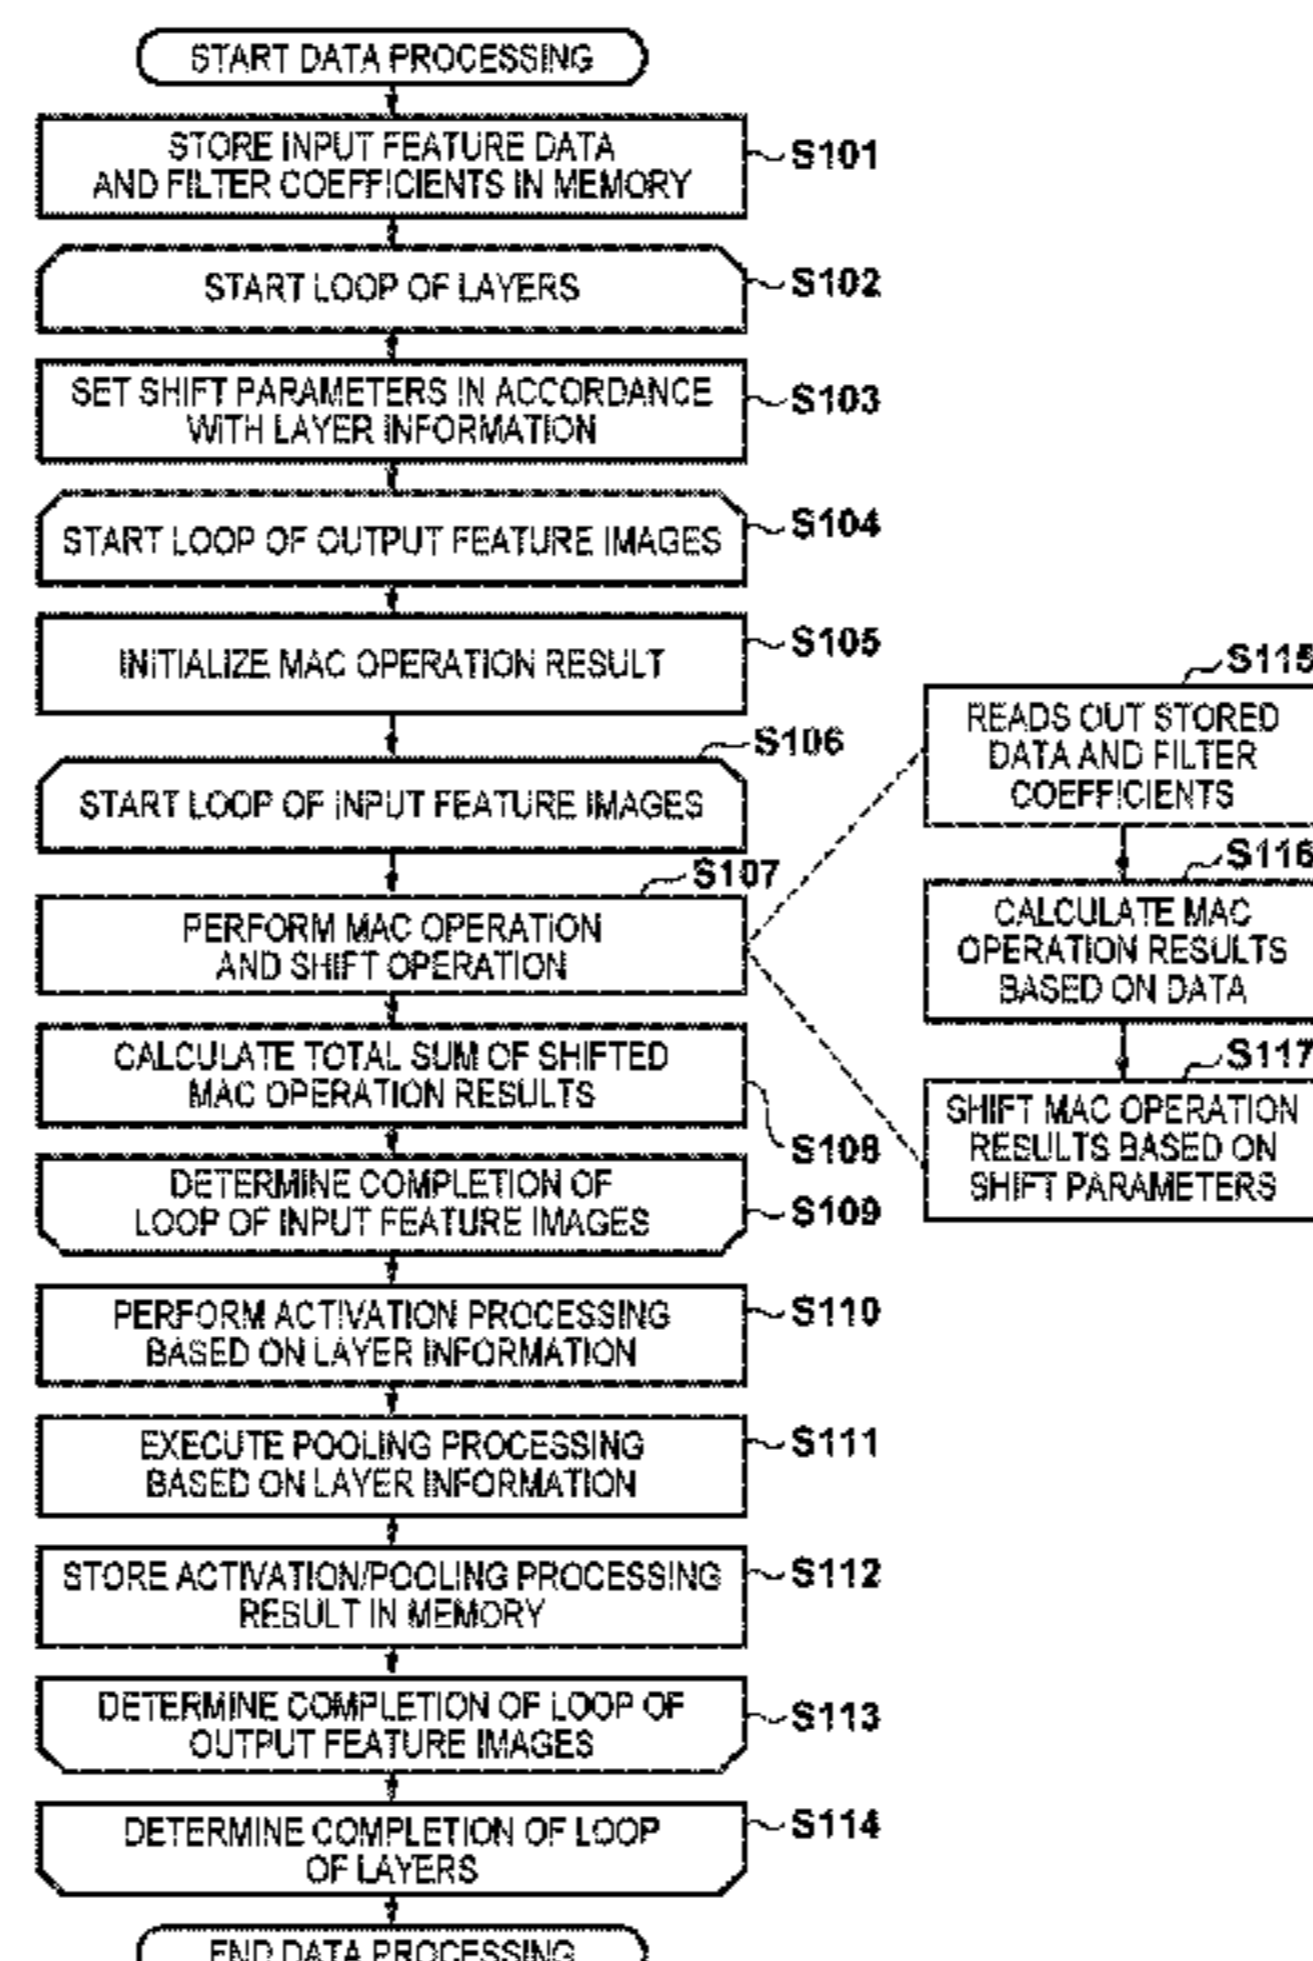 START DATA PROCESSING
STORE INPUT FEATURE DATA
AND FILTER COEFFICIENTS IN MEMORY
S101
START LOOP OF LAYERS
S102
SET SHIFT PARAMETERS IN ACCORDANCE
WITH LAYER INFORMATION
S103
START LOOP OF OUTPUT FEATURE IMAGES
S104
INITIALIZE MAC OPERATION RESULT
S105
START LOOP OF INPUT FEATURE IMAGES
S106
PERFORM MAC OPERATION
AND SHIFT OPERATION
S107
CALCULATE TOTAL SUM OF SHIFTED
MAC OPERATION RESULTS
S108
DETERMINE COMPLETION OF
LOOP OF INPUT FEATURE IMAGES
S109
PERFORM ACTIVATION PROCESSING
BASED ON LAYER INFORMATION
S110
EXECUTE POOLING PROCESSING
BASED ON LAYER INFORMATION
S111
STORE ACTIVATION/POOLING PROCESSING
RESULT IN MEMORY
S112
DETERMINE COMPLETION OF LOOP OF
OUTPUT FEATURE IMAGES
S113
DETERMINE COMPLETION OF LOOP
OF LAYERS
S114
END DATA PROCESSING
S115
READS OUT STORED
DATA AND FILTER
COEFFICIENTS
S116
CALCULATE MAC
OPERATION RESULTS
BASED ON DATA
S117
SHIFT MAC OPERATION
RESULTS BASED ON
SHIFT PARAMETERS